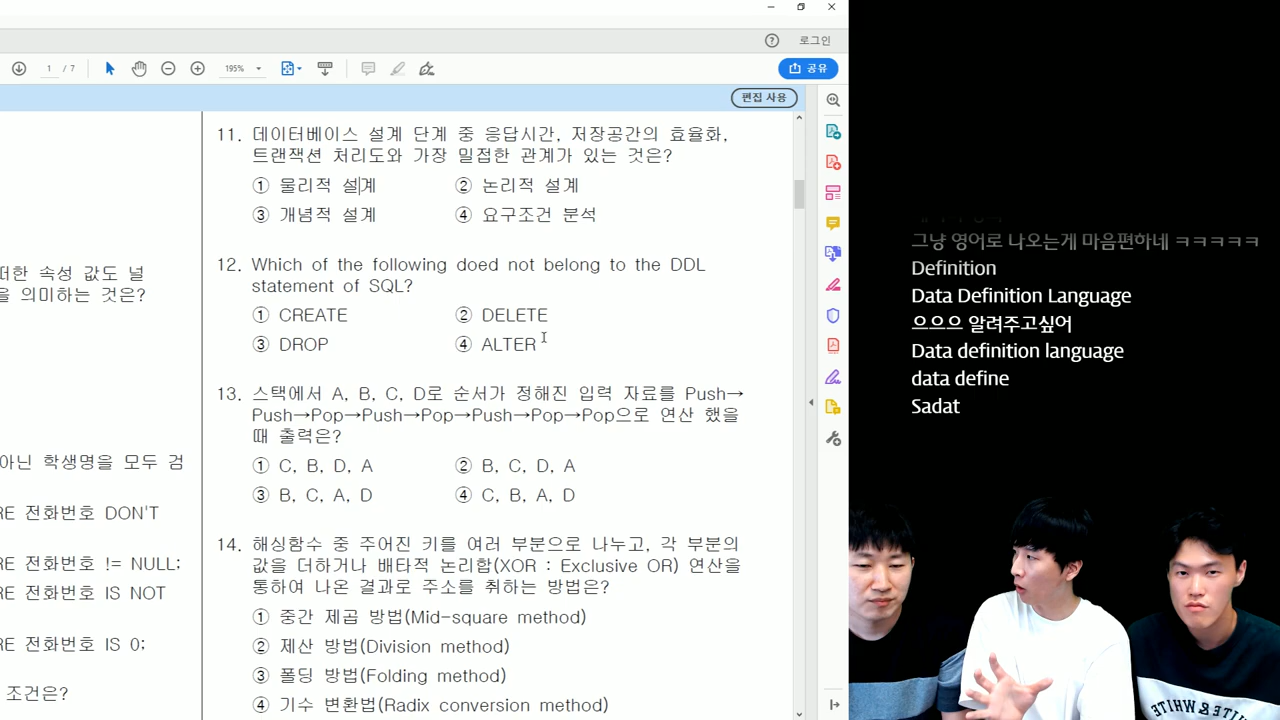 로그인
1 / 7
195%
공유
편집 사용
떠한 속성 값도 널
을 의미하는 것은?
아닌 학생명을 모두 검
RE 전화번호 DON'T
RE 전화번호 != NULL;
RE 전화번호 IS NOT
RE 전화번호 IS 0;
조건은?
11. 데이터베이스 설계 단계 중 응답시간, 저장공간의 효율화,
트랜잭션 처리도와 가장 밀접한 관계가 있는 것은?
① 물리적 설계 ② 논리적 설계
③ 개념적 설계 ④ 요구조건 분석
12. Which of the following doed not belong to the DDL
statement of SQL?
① CREATE ② DELETE
③ DROP ④ ALTER
13. 스택에서 A, B, C, D로 순서가 정해진 입력 자료를 Push→
Push→Pop→Push→Pop→Push→Pop→Pop으로 연산 했을
때 출력은?
① C, B, D, A ② B, C, D, A
③ B, C, A, D ④ C, B, A, D
14. 해싱함수 중 주어진 키를 여러 부분으로 나누고, 각 부분의
값을 더하거나 배타적 논리합(XOR : Exclusive OR) 연산을
통하여 나온 결과로 주소를 취하는 방법은?
① 중간 제곱 방법(Mid-square method)
② 제산 방법(Division method)
③ 폴딩 방법(Folding method)
④ 기수 변환법(Radix conversion method)
그냥 영어로 나오는게 마음편하네 ㅋㅋㅋㅋㅋ
Definition
Data Definition Language
으으으 알려주고싶어
Data definition language
data define
Sadat